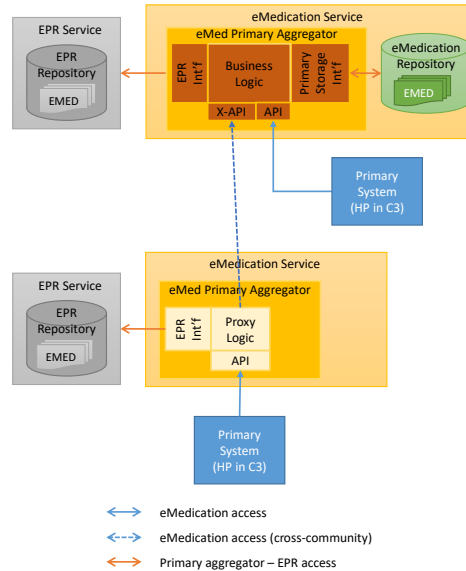 eMedication Service
EPR Service
eMed Primary Aggregator
EPR
Repository
EMED
EPR
Int'f
Business
Logic
Primary
Storage
Int'f
X-API
API
eMedication
Repository
EMED
Primary
System
(HP in C3)
eMedication Service
EPR Service
eMed Primary Aggregator
EPR
Repository
EMED
EPR
Int'f
Proxy
Logic
API
Primary
System
(HP in C3)
eMedication access
eMedication access (cross-community)
Primary aggregator – EPR access